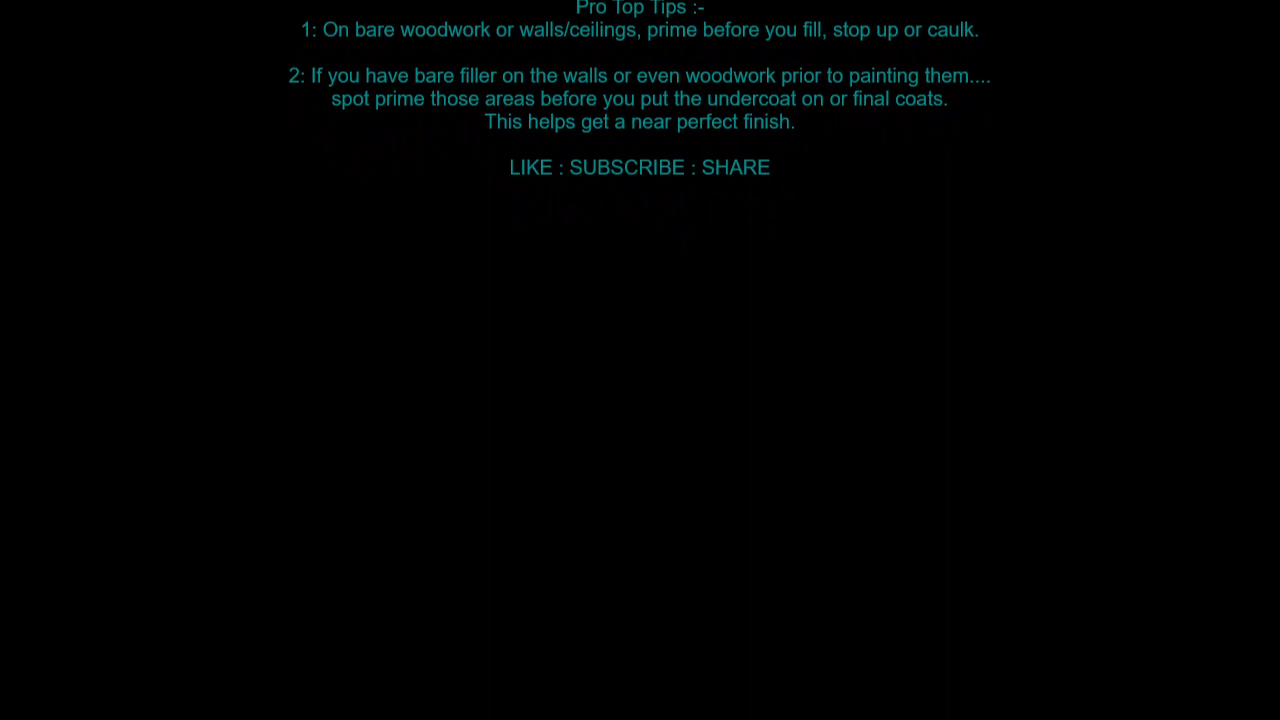 Pro Top Tips :-
1: On bare woodwork or walls/ceilings, prime before you fill, stop up or caulk.
2: If you have bare filler on the walls or even woodwork prior to painting them....
spot prime those areas before you put the undercoat on or final coats.
This helps get a near perfect finish.
LIKE : SUBSCRIBE : SHARE